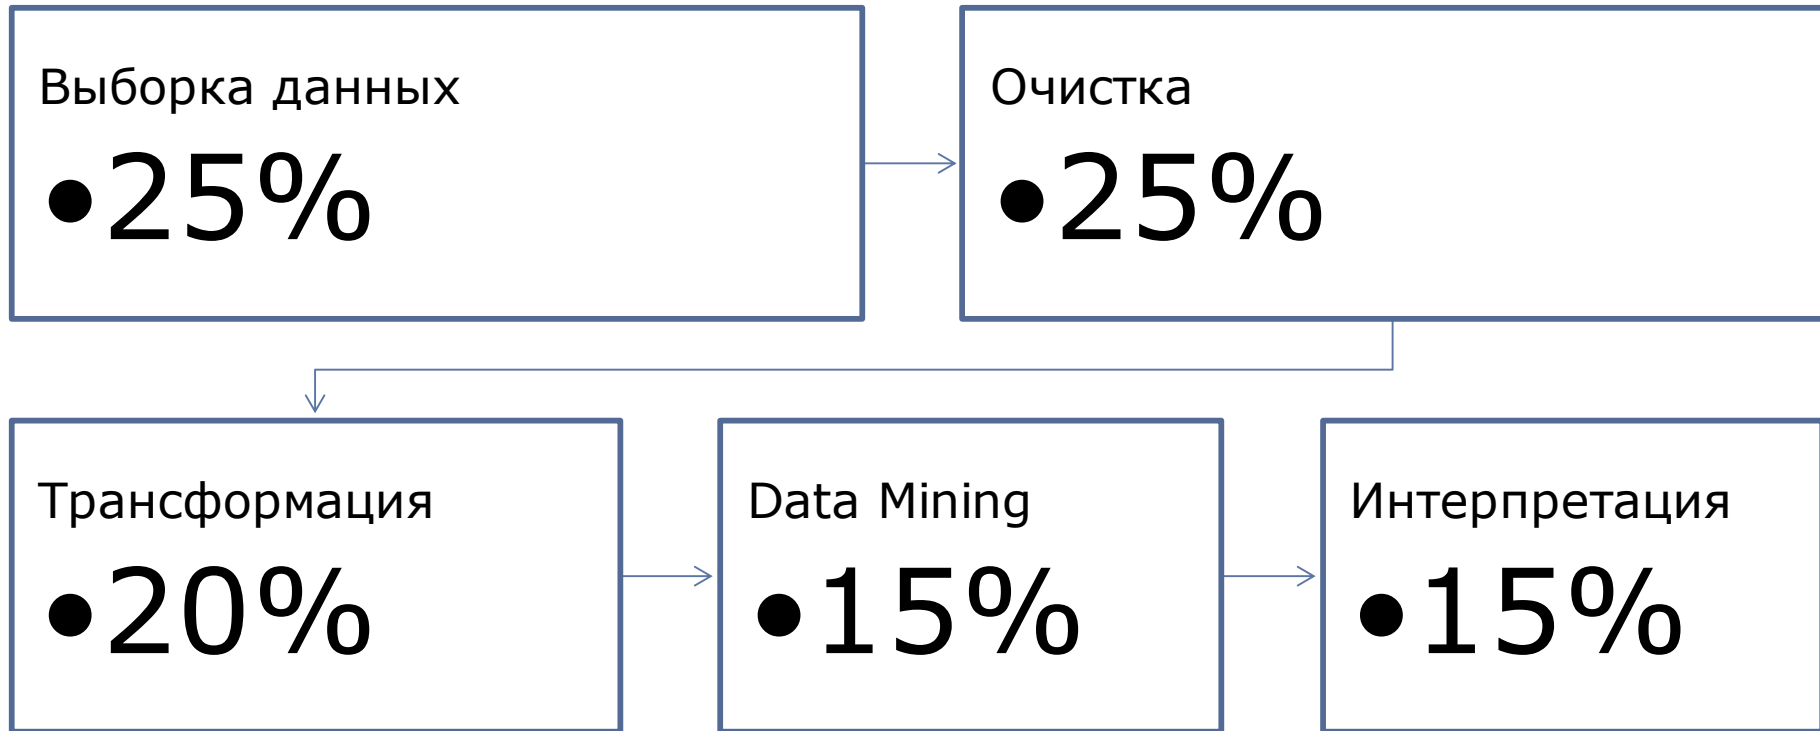 Выборка данных
•25%
Очистка
•25%
Трансформация
•20%
Data Mining
•15%
Интерпретация
•15%